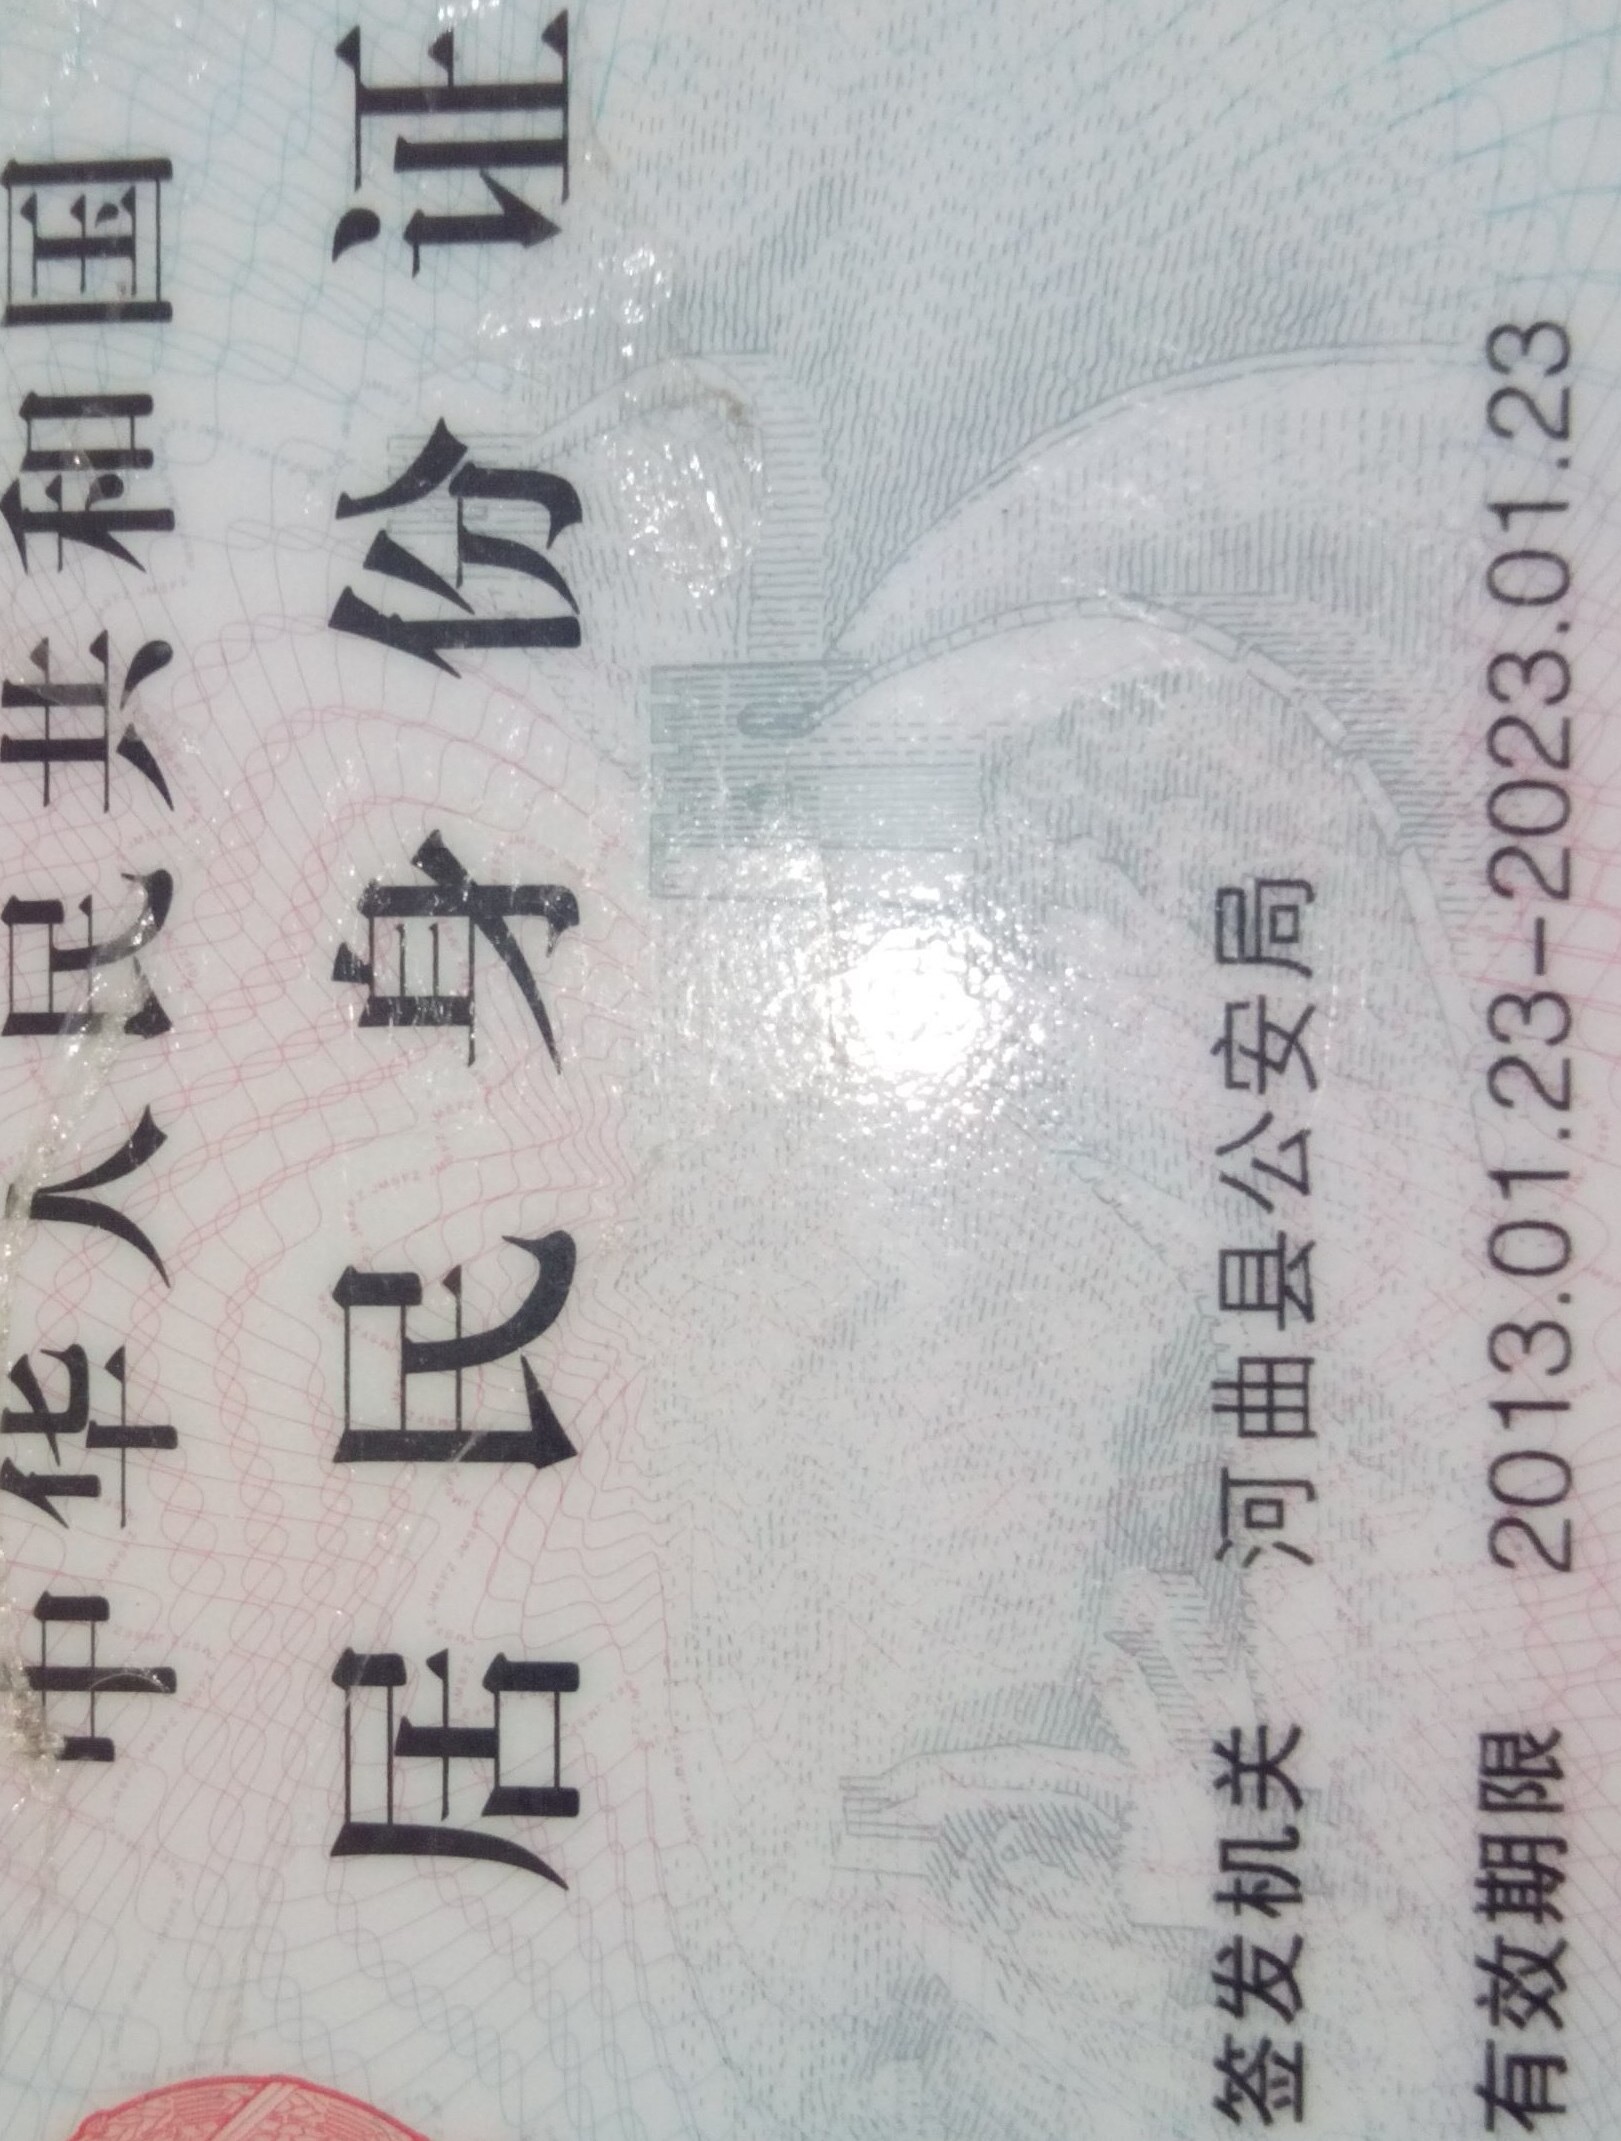 中华人民共和国
居民身份证
签发机关 河曲县公安局
有效期限 2013.01.23-2023.01.23